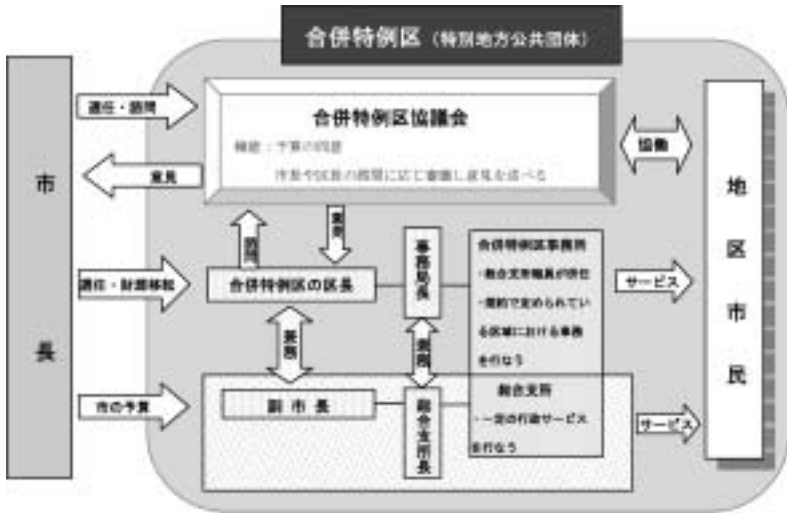 合併特例区（特別地方公共団体）
市長
選任・諮問
意見
選任・財源移転
市の予算
合併特例区協議会
機能：予算の同意
市長や区長の諮問に応じ審議し意見を述べる
協働
諮問
合併特例区の区長
事務局長
合併特例区事務所
・総合支所職員が併任
・規約で定められてい
る区域における事務
を行なう
サービス
兼務
兼務
副市長
総合支所長
総合支所
・一定の行政サービス
を行なう
サービス
地区市民